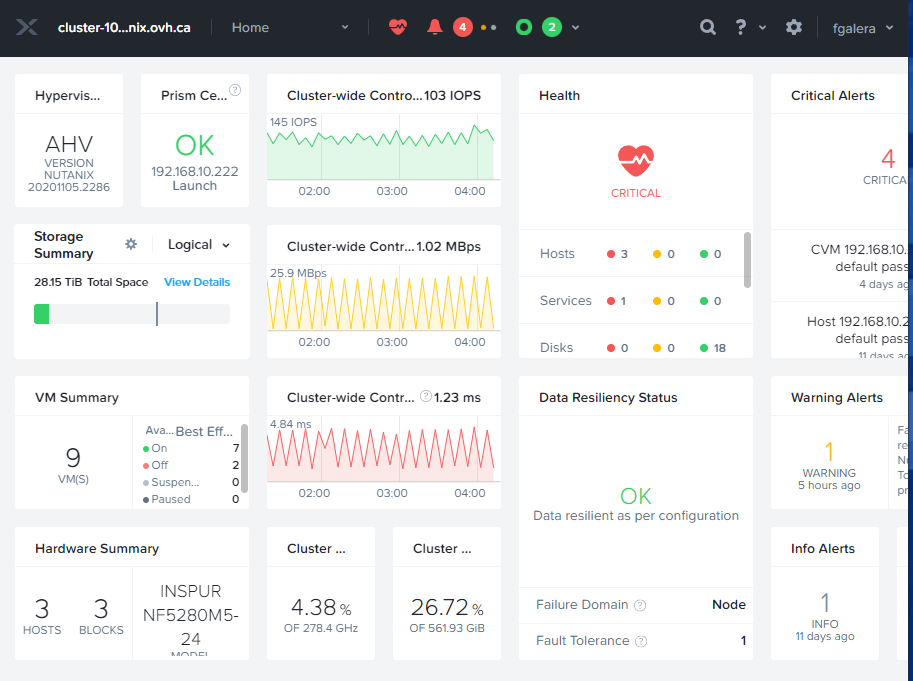 cluster-10...nix.ovh.ca
Home
4
2
?
fgalera
Hypervis...
AHV
VERSION
NUTANIX
20201105.2286
Prism Ce...
?
OK
192.168.10.222
Launch
Cluster-wide Contro... 103 IOPS
145 IOPS
02:00 03:00 04:00
Health
CRITICAL
Hosts 3 0 0
Services 1 0 0
Disks 0 0 18
Critical Alerts
4
CRITICA
CVM 192.168.10.
default pass
4 days ag
Host 192.168.10.2
default pass
11 days ag
Storage
Summary
Logical
28.15 TiB Total Space View Details
Cluster-wide Contr... 1.02 MBps
25.9 MBps
02:00 03:00 04:00
VM Summary
9
VM(S)
Ava... Best Eff...
On 7
Off 2
Suspen... 0
Paused 0
Cluster-wide Contr... ? 1.23 ms
4.84 ms
02:00 03:00 04:00
Data Resiliency Status
OK
Data resilient as per configuration
Failure Domain ? Node
Fault Tolerance ? 1
Warning Alerts
1
WARNING
5 hours ago
Fa
re
Nu
To
pr
Hardware Summary
3
HOSTS
3
BLOCKS
INSPUR
NF5280M5-
24
MODEL
Cluster ...
4.38 %
OF 278.4 GHz
Cluster ...
26.72 %
OF 561.93 GiB
Info Alerts
1
INFO
11 days ago